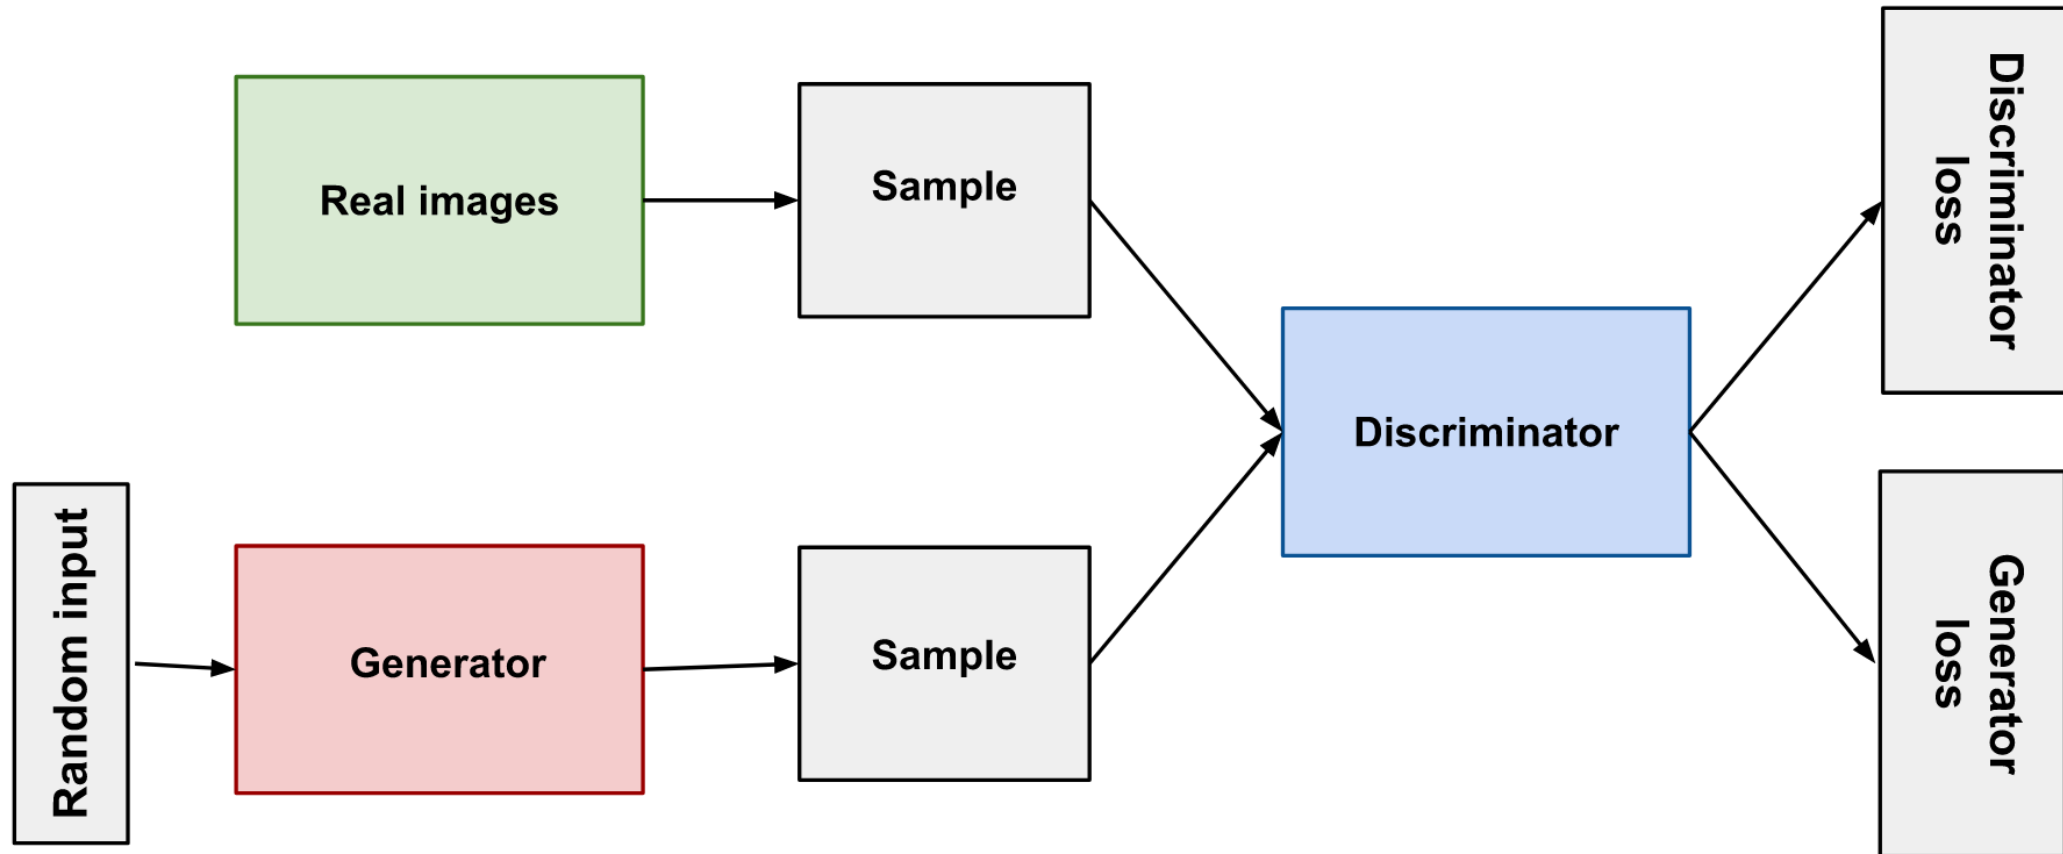 Real images
Sample
Discriminator
loss
Discriminator
Random input
Generator
Sample
Generator
loss